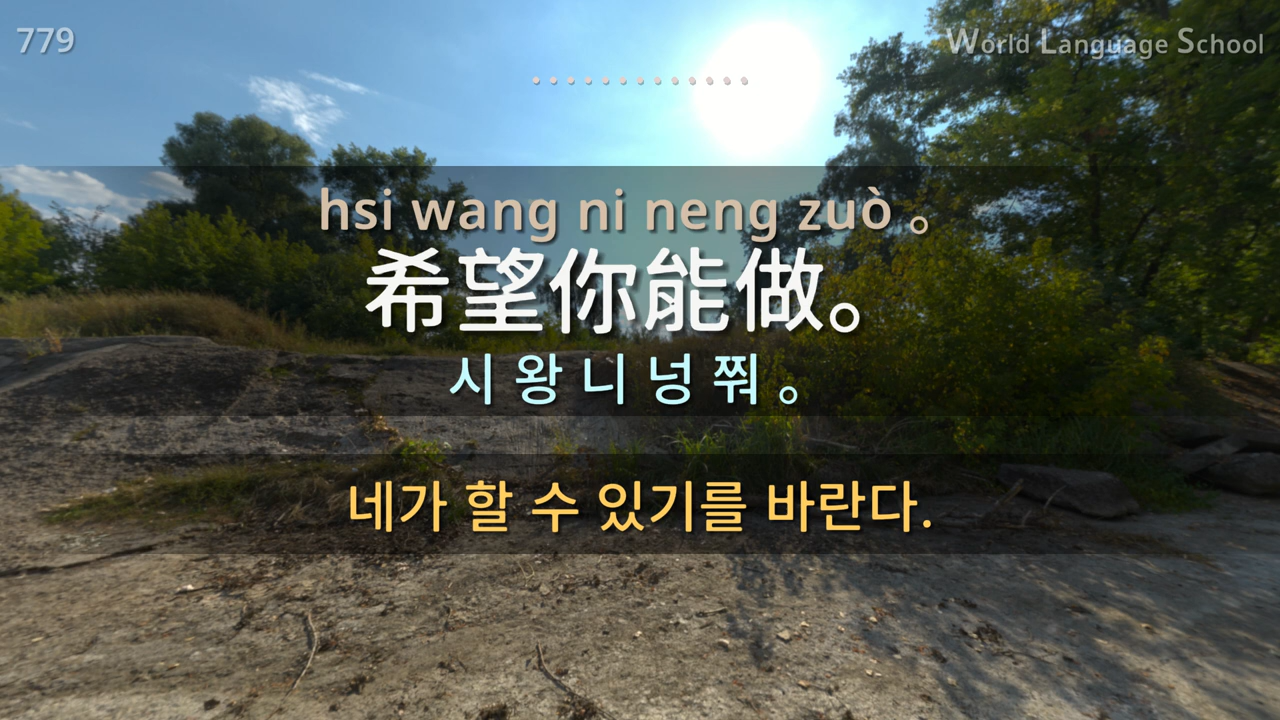 779
World Language School
hsi wang ni neng zuò 。
希望你能做。
시 왕 니 넝 쭤 。
네가 할 수 있기를 바란다.